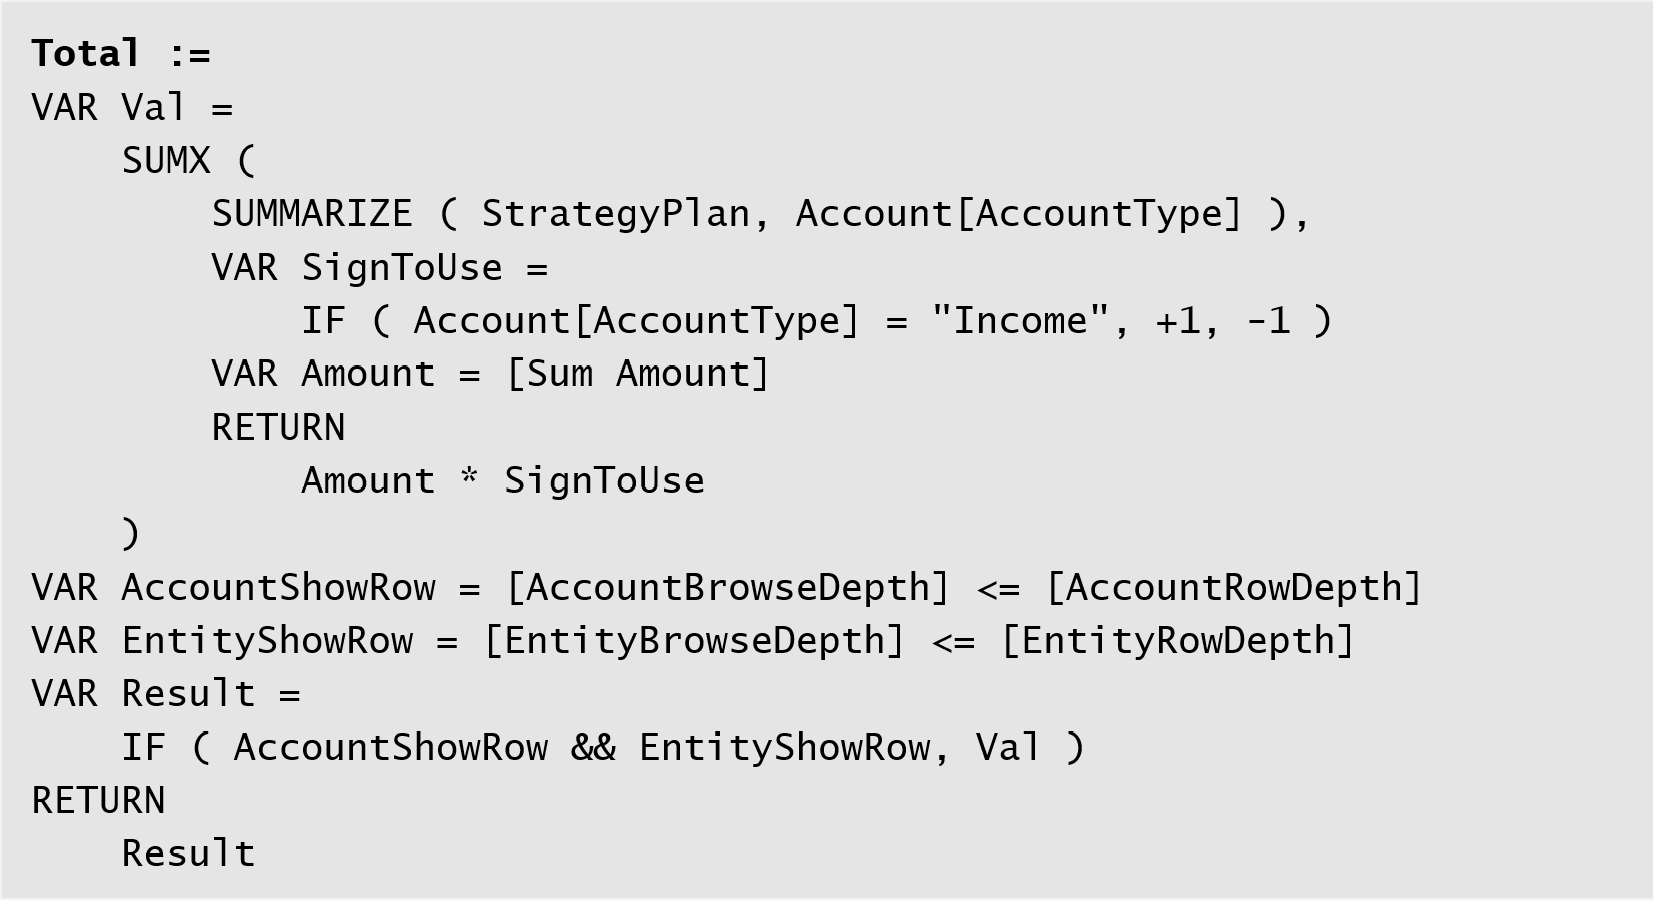 Total :=
VAR Val =
    SUMX (
        SUMMARIZE ( StrategyPlan, Account[AccountType] ),
        VAR SignToUse =
            IF ( Account[AccountType] = "Income", +1, -1 )
        VAR Amount = [Sum Amount]
        RETURN
            Amount * SignToUse
    )
VAR AccountShowRow = [AccountBrowseDepth] <= [AccountRowDepth]
VAR EntityShowRow = [EntityBrowseDepth] <= [EntityRowDepth]
VAR Result =
    IF ( AccountShowRow && EntityShowRow, Val )
RETURN
    Result